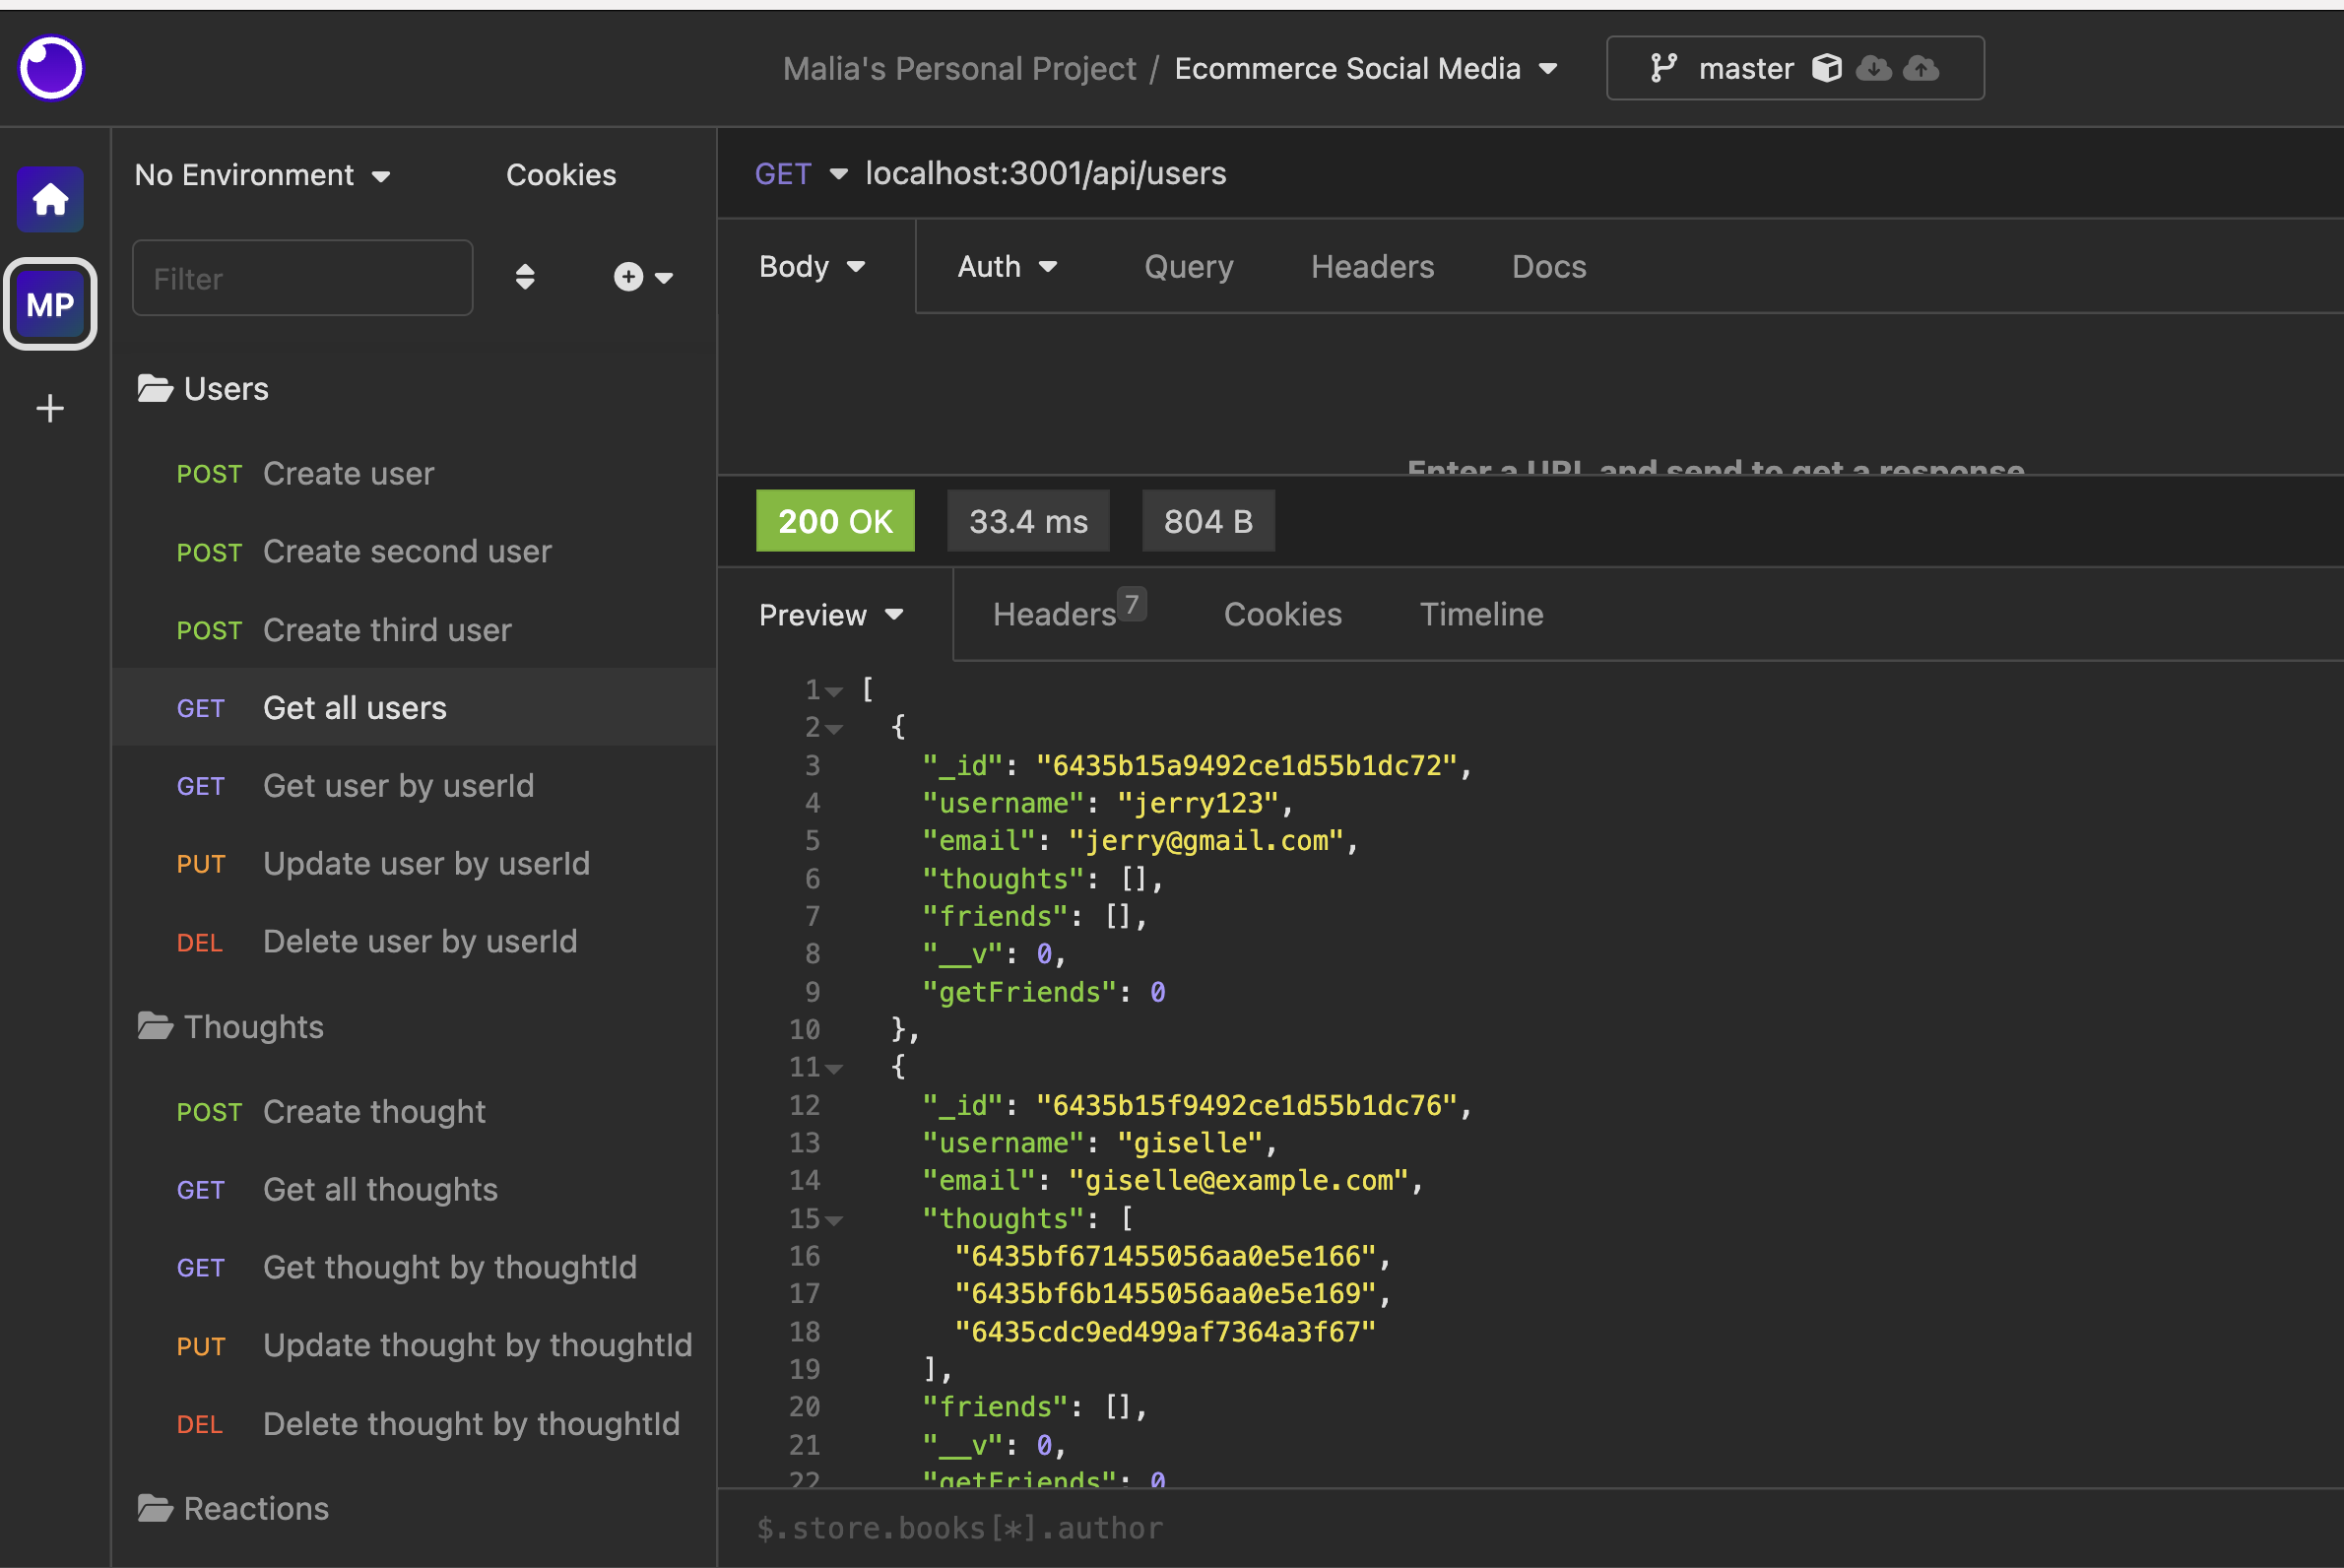 Malia's Personal Project / Ecommerce Social Media
master
No Environment
Cookies
MP
Filter
Users
POST Create user
POST Create second user
POST Create third user
GET Get all users
GET Get user by userId
PUT Update user by userId
DEL Delete user by userId
Thoughts
POST Create thought
GET Get all thoughts
GET Get thought by thoughtId
PUT Update thought by thoughtId
DEL Delete thought by thoughtId
Reactions
GET localhost:3001/api/users
Body Auth Query Headers Docs
Enter a URL and send to get a response
200 OK 33.4 ms 804 B
Preview Headers 7 Cookies Timeline
1 [
2 {
3 "_id": "6435b15a9492ce1d55b1dc72",
4 "username": "jerry123",
5 "email": "jerry@gmail.com",
6 "thoughts": [],
7 "friends": [],
8 "__v": 0,
9 "getFriends": 0
10 },
11 {
12 "_id": "6435b15f9492ce1d55b1dc76",
13 "username": "giselle",
14 "email": "giselle@example.com",
15 "thoughts": [
16 "6435bf671455056aa0e5e166",
17 "6435bf6b1455056aa0e5e169",
18 "6435cdc9ed499af7364a3f67"
19 ],
20 "friends": [],
21 "__v": 0,
22 "getFriends": 0
$.store.books[*].author